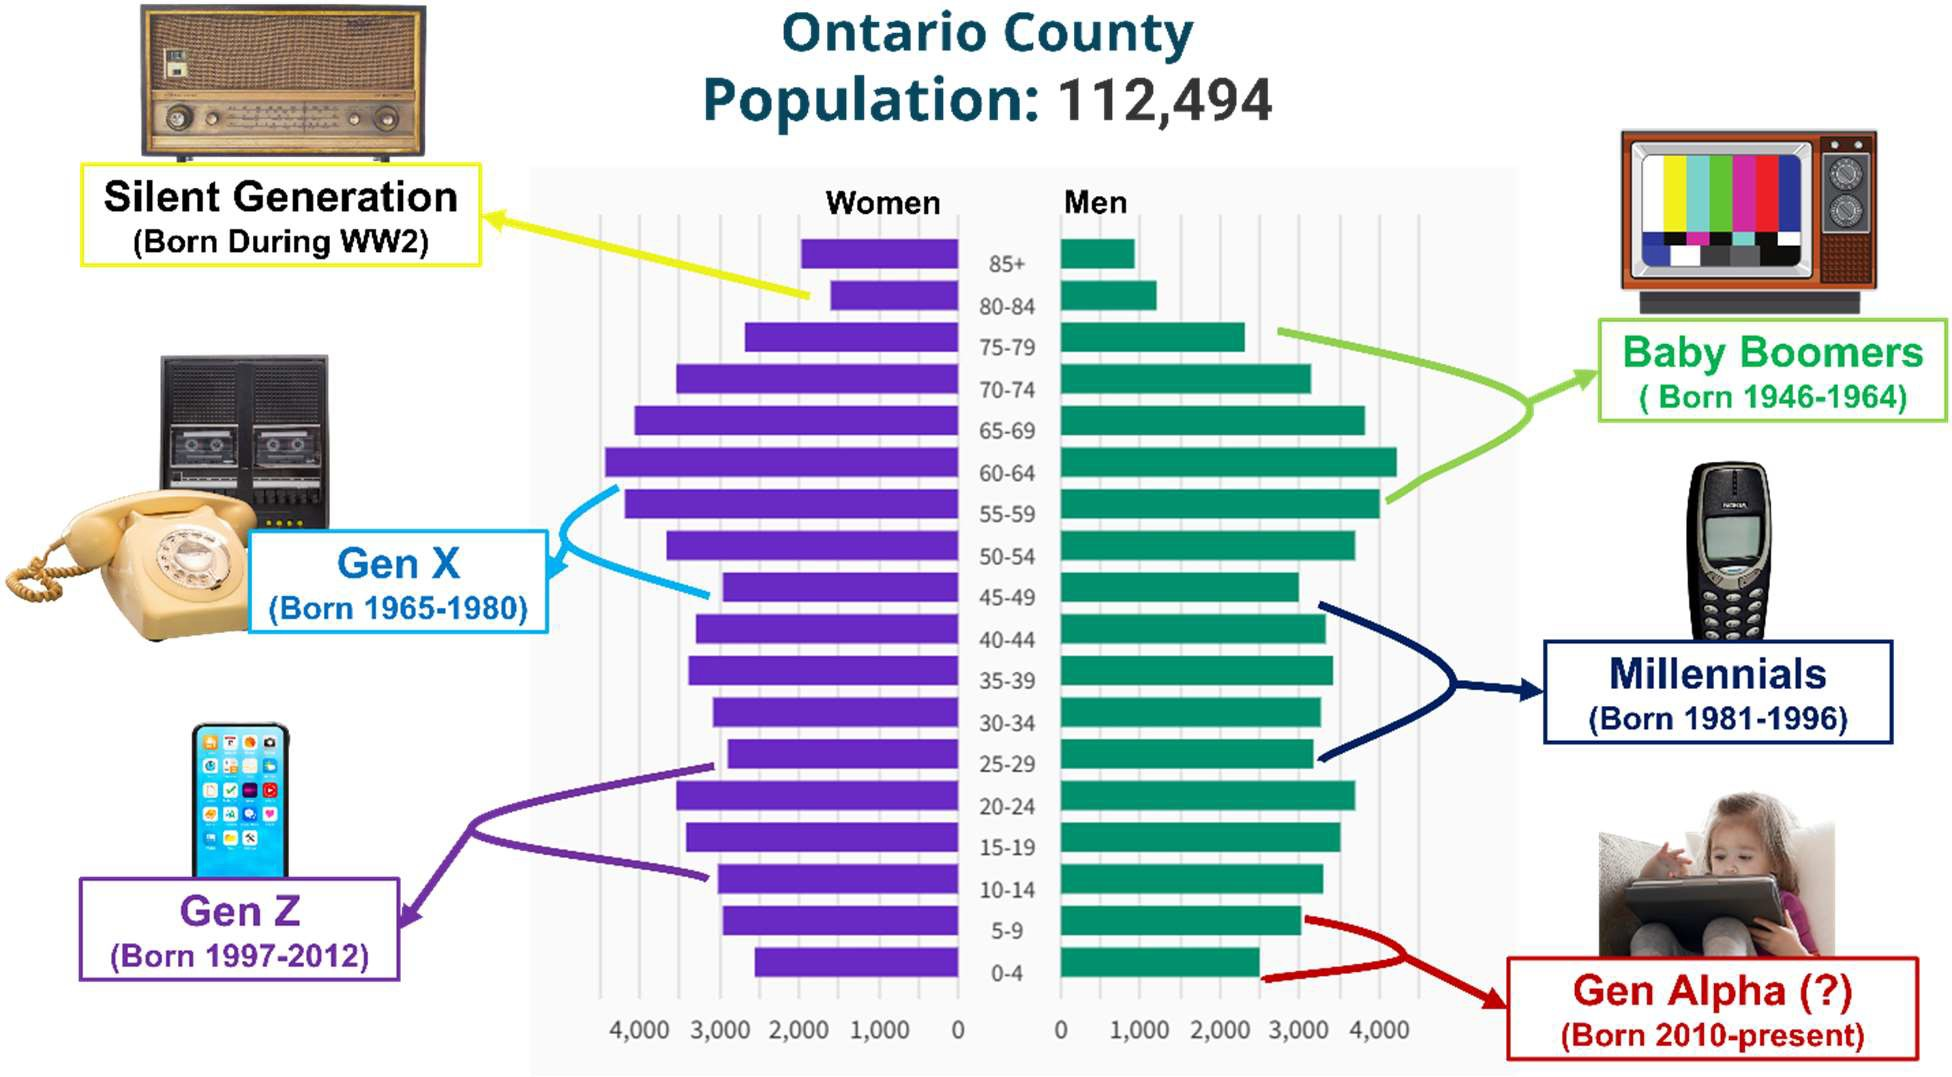 Ontario County
Population: 112,494
Silent Generation
(Born During WW2)
Women
Men
85+
80-84
75-79
70-74
65-69
60-64
55-59
50-54
45-49
40-44
35-39
30-34
25-29
20-24
15-19
10-14
5-9
0-4
4,000 3,000 2,000 1,000 0
0 1,000 2,000 3,000 4,000
Baby Boomers
( Born 1946-1964)
Gen X
(Born 1965-1980)
NOKIA
Millennials
(Born 1981-1996)
Gen Z
(Born 1997-2012)
Gen Alpha (?)
(Born 2010-present)